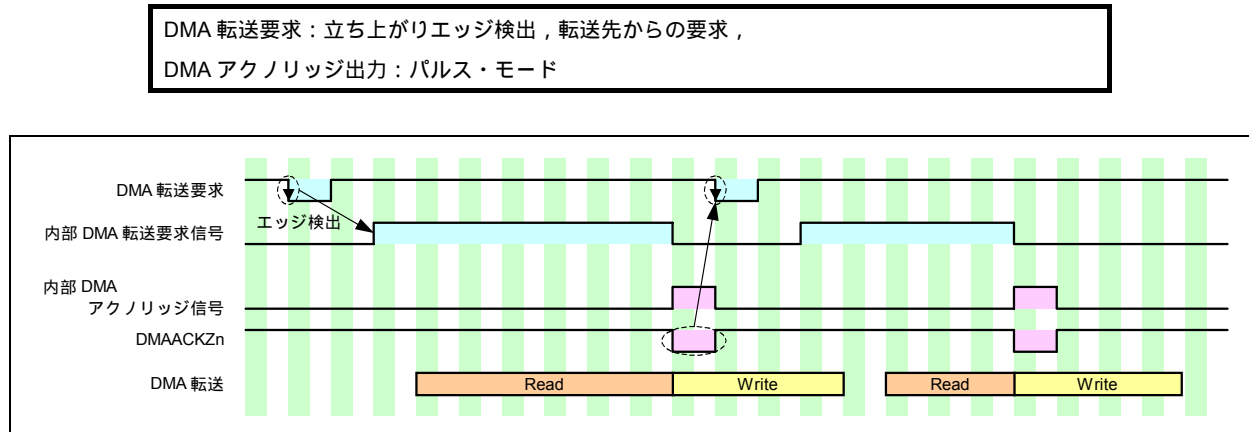 DMA 転送要求：立ち上がりエッジ検出，転送先からの要求，
DMA アクノリッジ出力：パルス・モード
DMA 転送要求
エッジ検出
内部 DMA 転送要求信号
内部 DMA
アクノリッジ信号
DMAACKZn
DMA 転送
Read
Write
Read
Write